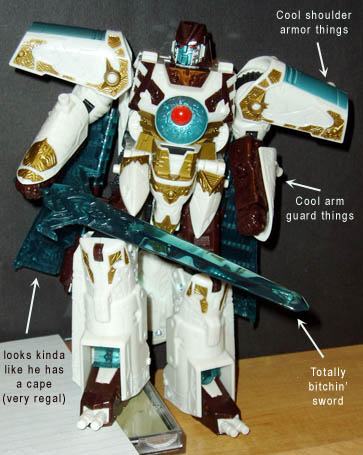 Cool shoulder
armor things
Cool arm
guard things
looks kinda
like he has
a cape
(very regal)
Totally
bitchin'
sword